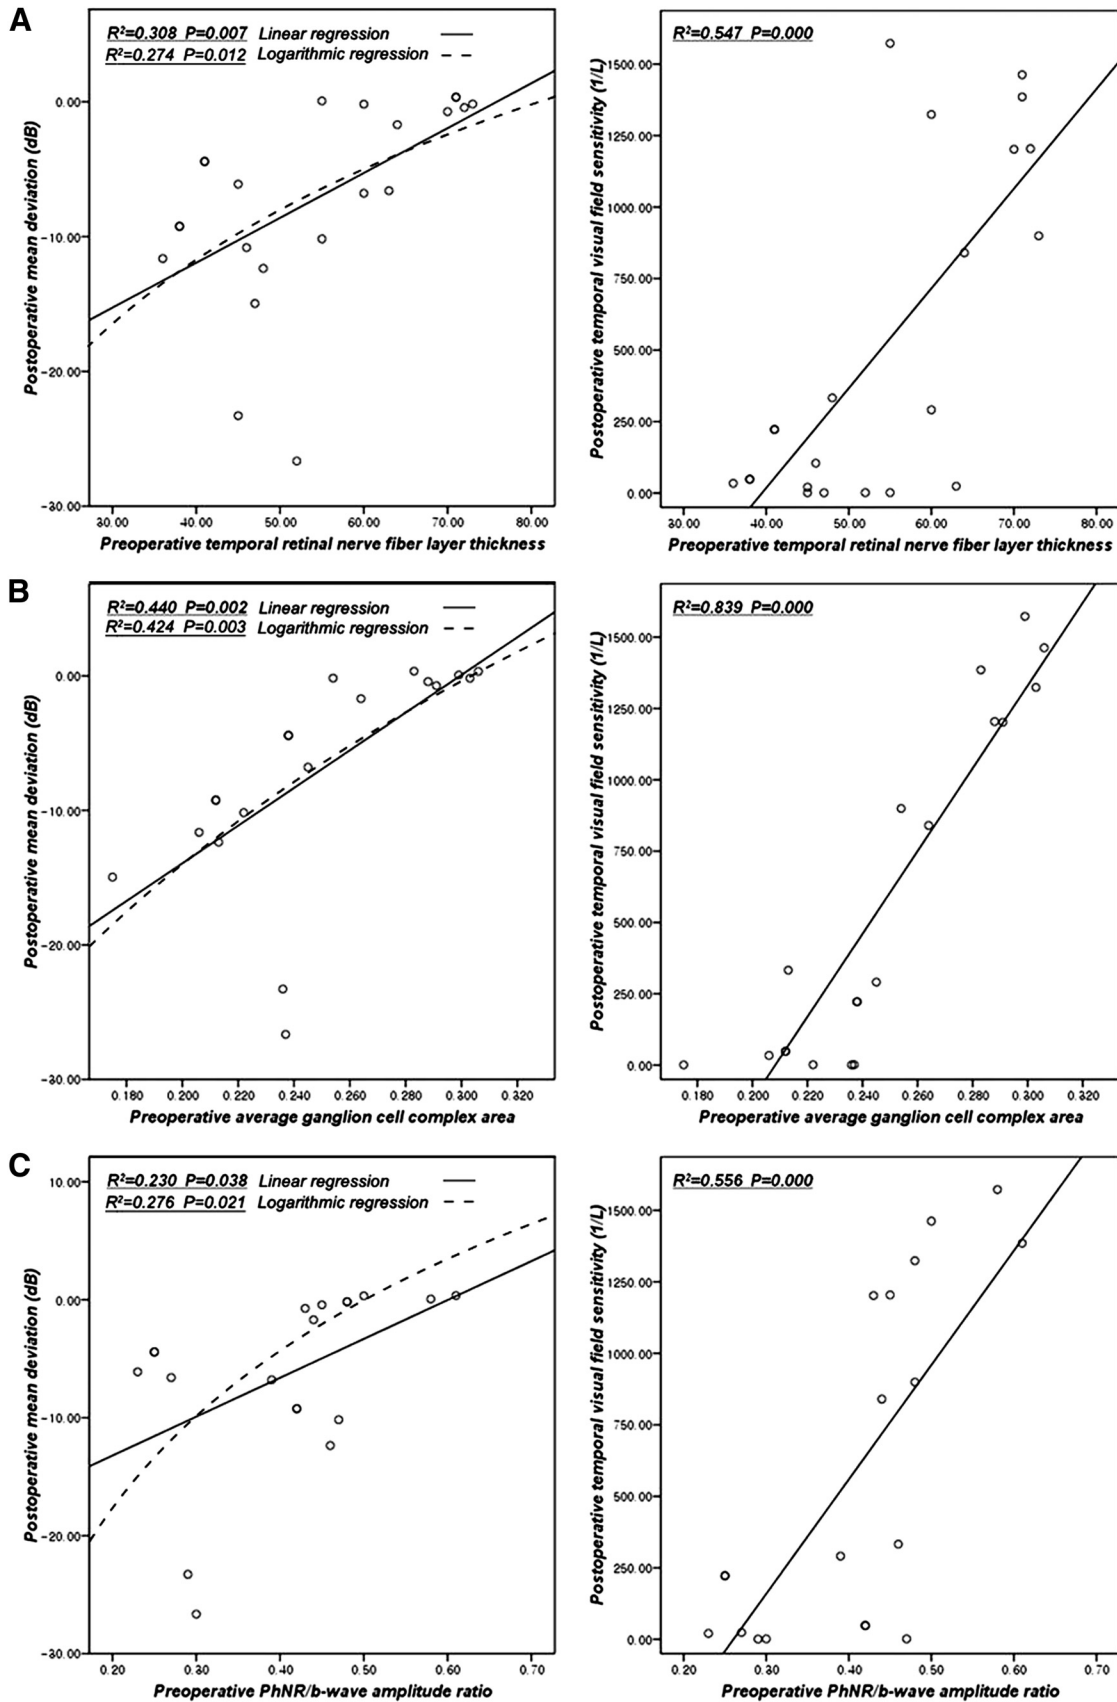 A
R²=0.308 P=0.007 Linear regression
R²=0.274 P=0.012 Logarithmic regression
Postoperative mean deviation (dB)
0.00
-10.00
-20.00
-30.00
30.00 40.00 50.00 60.00 70.00 80.00
Preoperative temporal retinal nerve fiber layer thickness
R²=0.547 P=0.000
Postoperative temporal visual field sensitivity (1/L)
1500.00
1250.00
1000.00
750.00
500.00
250.00
0.00
30.00 40.00 50.00 60.00 70.00 80.00
Preoperative temporal retinal nerve fiber layer thickness
B
R²=0.440 P=0.002 Linear regression
R²=0.424 P=0.003 Logarithmic regression
Postoperative mean deviation (dB)
0.00
-10.00
-20.00
-30.00
0.180 0.200 0.220 0.240 0.260 0.280 0.300 0.320
Preoperative average ganglion cell complex area
R²=0.839 P=0.000
Postoperative temporal visual field sensitivity (1/L)
1500.00
1250.00
1000.00
750.00
500.00
250.00
0.00
0.180 0.200 0.220 0.240 0.260 0.280 0.300 0.320
Preoperative average ganglion cell complex area
C
R²=0.230 P=0.038 Linear regression
R²=0.276 P=0.021 Logarithmic regression
Postoperative mean deviation (dB)
10.00
0.00
-10.00
-20.00
-30.00
0.20 0.30 0.40 0.50 0.60 0.70
Preoperative PhNR/b-wave amplitude ratio
R²=0.556 P=0.000
Postoperative temporal visual field sensitivity (1/L)
1500.00
1250.00
1000.00
750.00
500.00
250.00
0.00
0.20 0.30 0.40 0.50 0.60 0.70
Preoperative PhNR/b-wave amplitude ratio